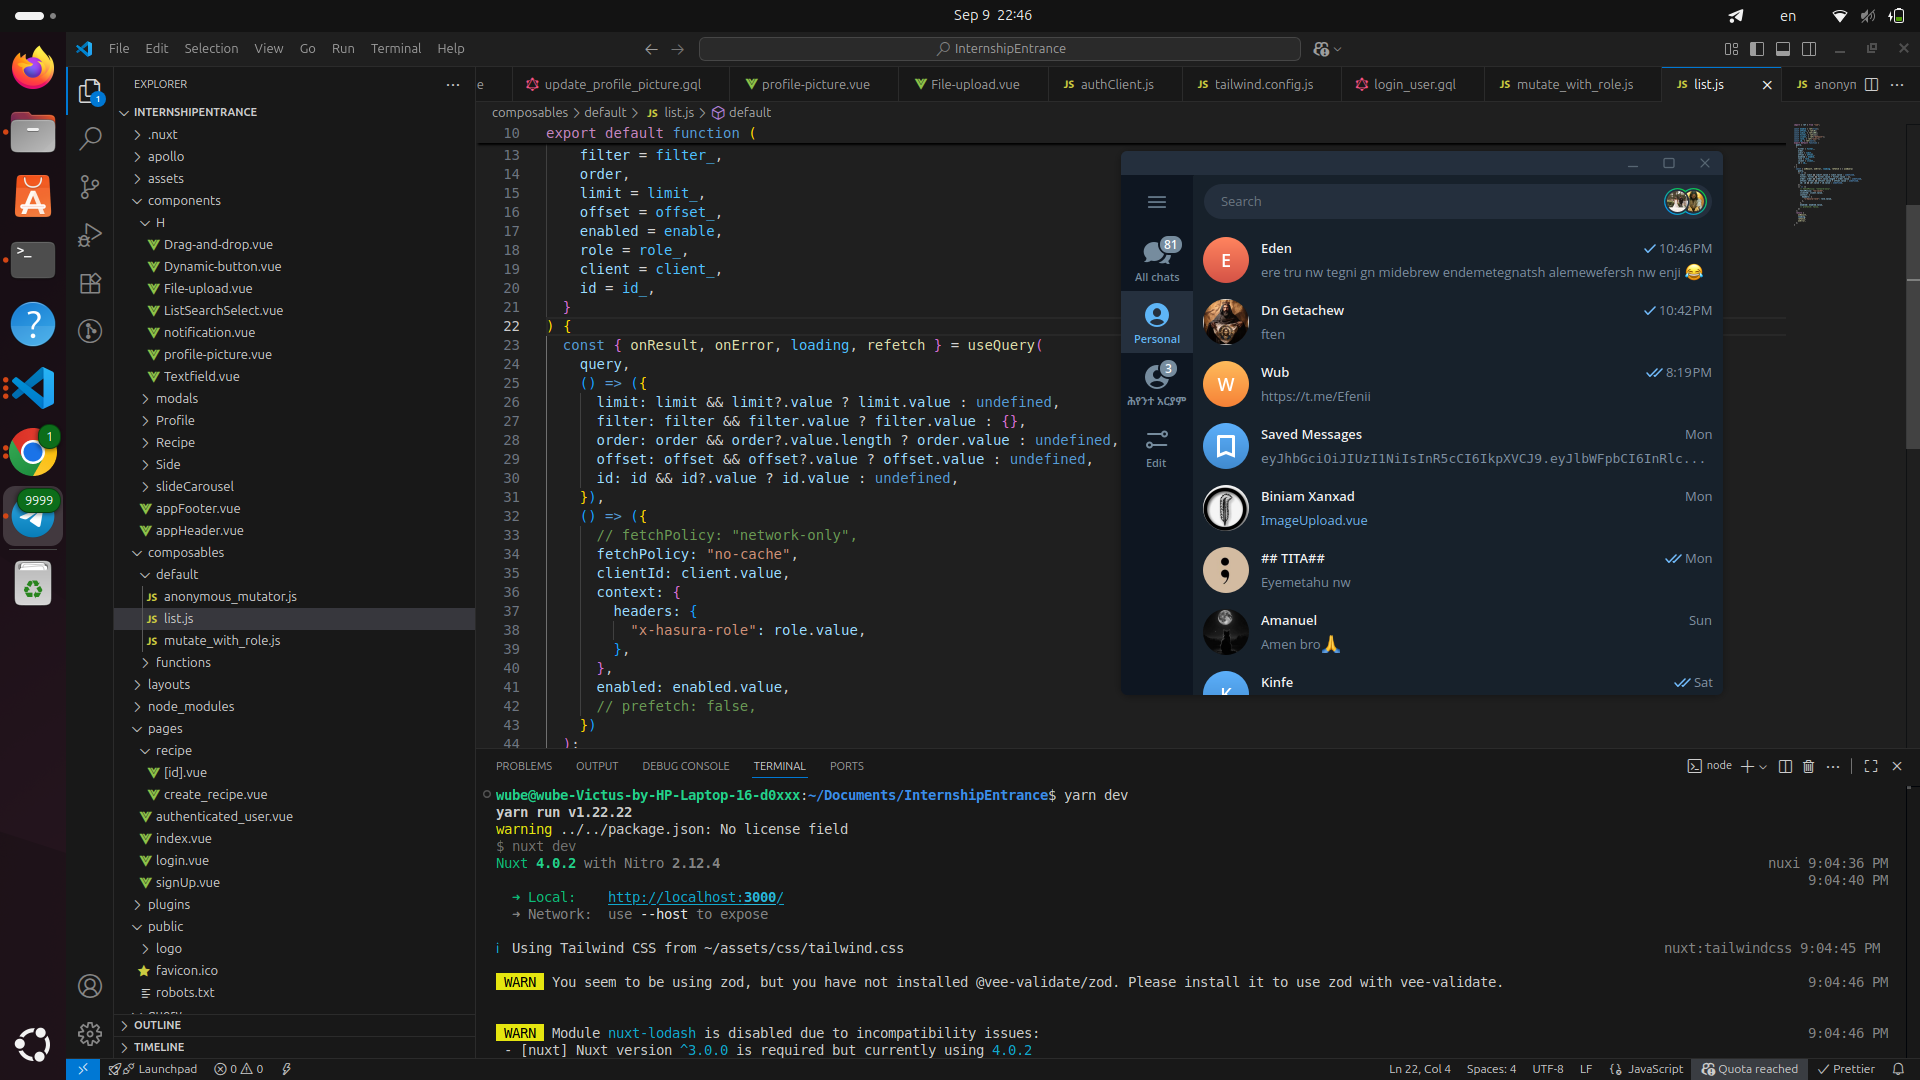 Sep 9 22:46
en
File Edit Selection View Go Run Terminal Help
InternshipEntrance
EXPLORER
INTERNSHIPENTRANCE
.nuxt
apollo
assets
components
H
Drag-and-drop.vue
Dynamic-button.vue
File-upload.vue
ListSearchSelect.vue
notification.vue
profile-picture.vue
Textfield.vue
modals
Profile
Recipe
Side
slideCarousel
appFooter.vue
appHeader.vue
composables
default
anonymous_mutator.js
list.js
mutate_with_role.js
functions
layouts
node_modules
pages
recipe
[id].vue
create_recipe.vue
authenticated_user.vue
index.vue
login.vue
signUp.vue
plugins
public
logo
favicon.ico
robots.txt
OUTLINE
TIMELINE
1
1
9999
e update_profile_picture.gql profile-picture.vue File-upload.vue authClient.js tailwind.config.js login_user.gql mutate_with_role.js list.js anonyn
composables > default > list.js > default
10 export default function (
13 filter = filter_,
14 order,
15 limit = limit_,
16 offset = offset_,
17 enabled = enable,
18 role = role_,
19 client = client_,
20 id = id_,
21 }
22 ) {
23 const { onResult, onError, loading, refetch } = useQuery(
24 query,
25 () => ({
26 limit: limit && limit?.value ? limit.value : undefined,
27 filter: filter && filter.value ? filter.value : {},
28 order: order && order?.value.length ? order.value : undefined,
29 offset: offset && offset?.value ? offset.value : undefined,
30 id: id && id?.value ? id.value : undefined,
31 }),
32 () => ({
33 // fetchPolicy: "network-only",
34 fetchPolicy: "no-cache",
35 clientId: client.value,
36 context: {
37 headers: {
38 "x-hasura-role": role.value,
39 },
40 },
41 enabled: enabled.value,
42 // prefetch: false,
43 })
44 );
Search
81
All chats
Personal
3
ሕየንተ ኦርያም
Edit
Eden 10:46PM
ere tru nw tegni gn midebrew endemetegnatsh alemewefersh nw enji 😂
Dn Getachew 10:42PM
ften
Wub 8:19PM
https://t.me/Efenii
Saved Messages Mon
eyJhbGciOiJIUzI1NiIsInR5cCI6IkpXVCJ9.eyJlbWFpbCI6InRlc...
Biniam Xanxad Mon
ImageUpload.vue
## TITA## Mon
Eyemetahu nw
Amanuel Sun
Amen bro🙏
Kinfe Sat
E
W
K
PROBLEMS OUTPUT DEBUG CONSOLE TERMINAL PORTS
node
wube@wube-Victus-by-HP-Laptop-16-d0xxx:~/Documents/InternshipEntrance$ yarn dev
yarn run v1.22.22
warning ../../package.json: No license field
$ nuxt dev
Nuxt 4.0.2 with Nitro 2.12.4 nuxi 9:04:36 PM
9:04:40 PM
➜ Local: http://localhost:3000/
➜ Network: use --host to expose
ℹ Using Tailwind CSS from ~/assets/css/tailwind.css nuxt:tailwindcss 9:04:45 PM
WARN You seem to be using zod, but you have not installed @vee-validate/zod. Please install it to use zod with vee-validate. 9:04:46 PM
WARN Module nuxt-lodash is disabled due to incompatibility issues: 9:04:46 PM
- [nuxt] Nuxt version ^3.0.0 is required but currently using 4.0.2
Launchpad 0 0 Ln 22, Col 4 Spaces: 4 UTF-8 LF JavaScript Quota reached Prettier